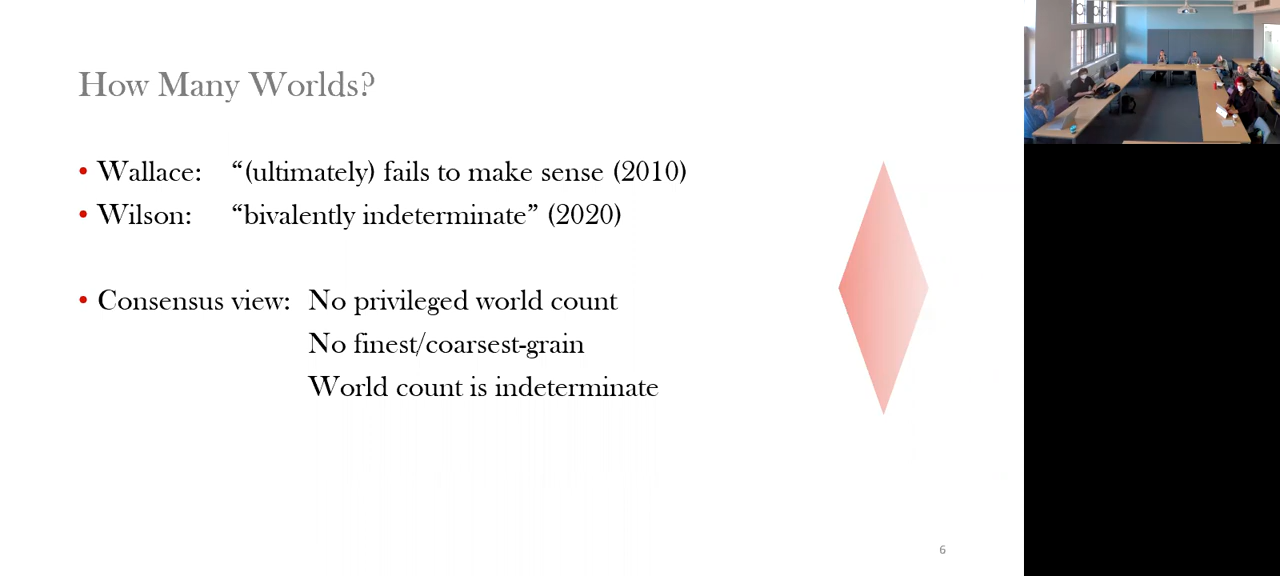 How Many Worlds?
• Wallace: “(ultimately) fails to make sense (2010)
• Wilson: “bivalently indeterminate” (2020)
• Consensus view: No privileged world count
No finest/coarsest-grain
World count is indeterminate
6